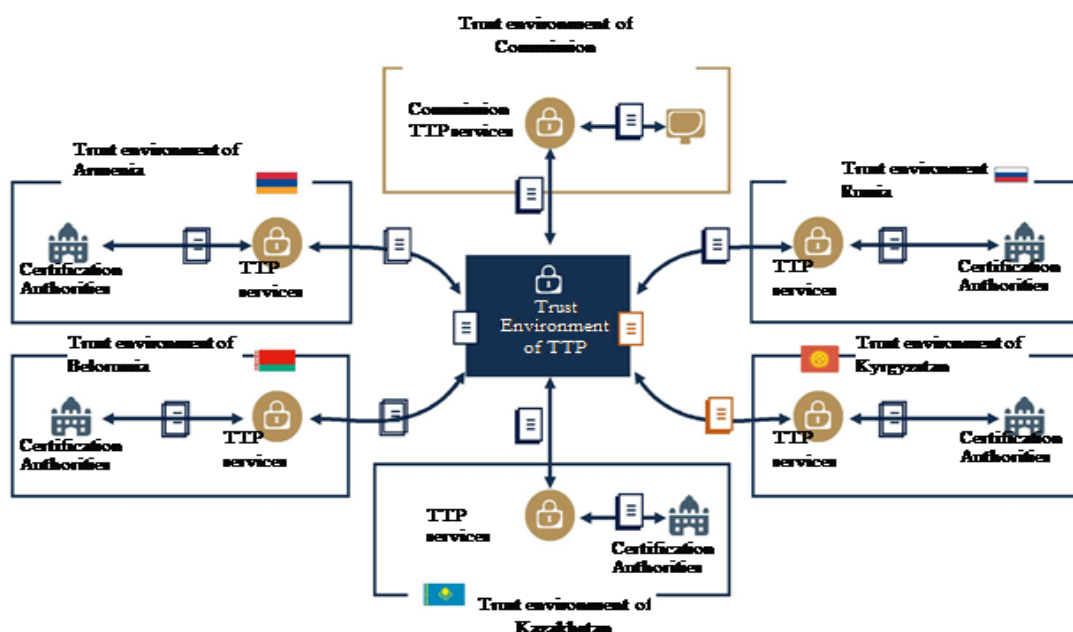 Trust environment of
Commission
Commission
TTP services
Trust environment of
Armenia
Certification
Authorities
TTP
services
Trust environment
Russia
TTP
services
Certification
Authorities
Trust
Environment
of TTP
Trust environment of
Belorussia
Certification
Authorities
TTP
services
Trust environment of
Kyrgyzstan
TTP
services
Certification
Authorities
TTP
services
Certification
Authorities
Trust environment of
Kazakhstan